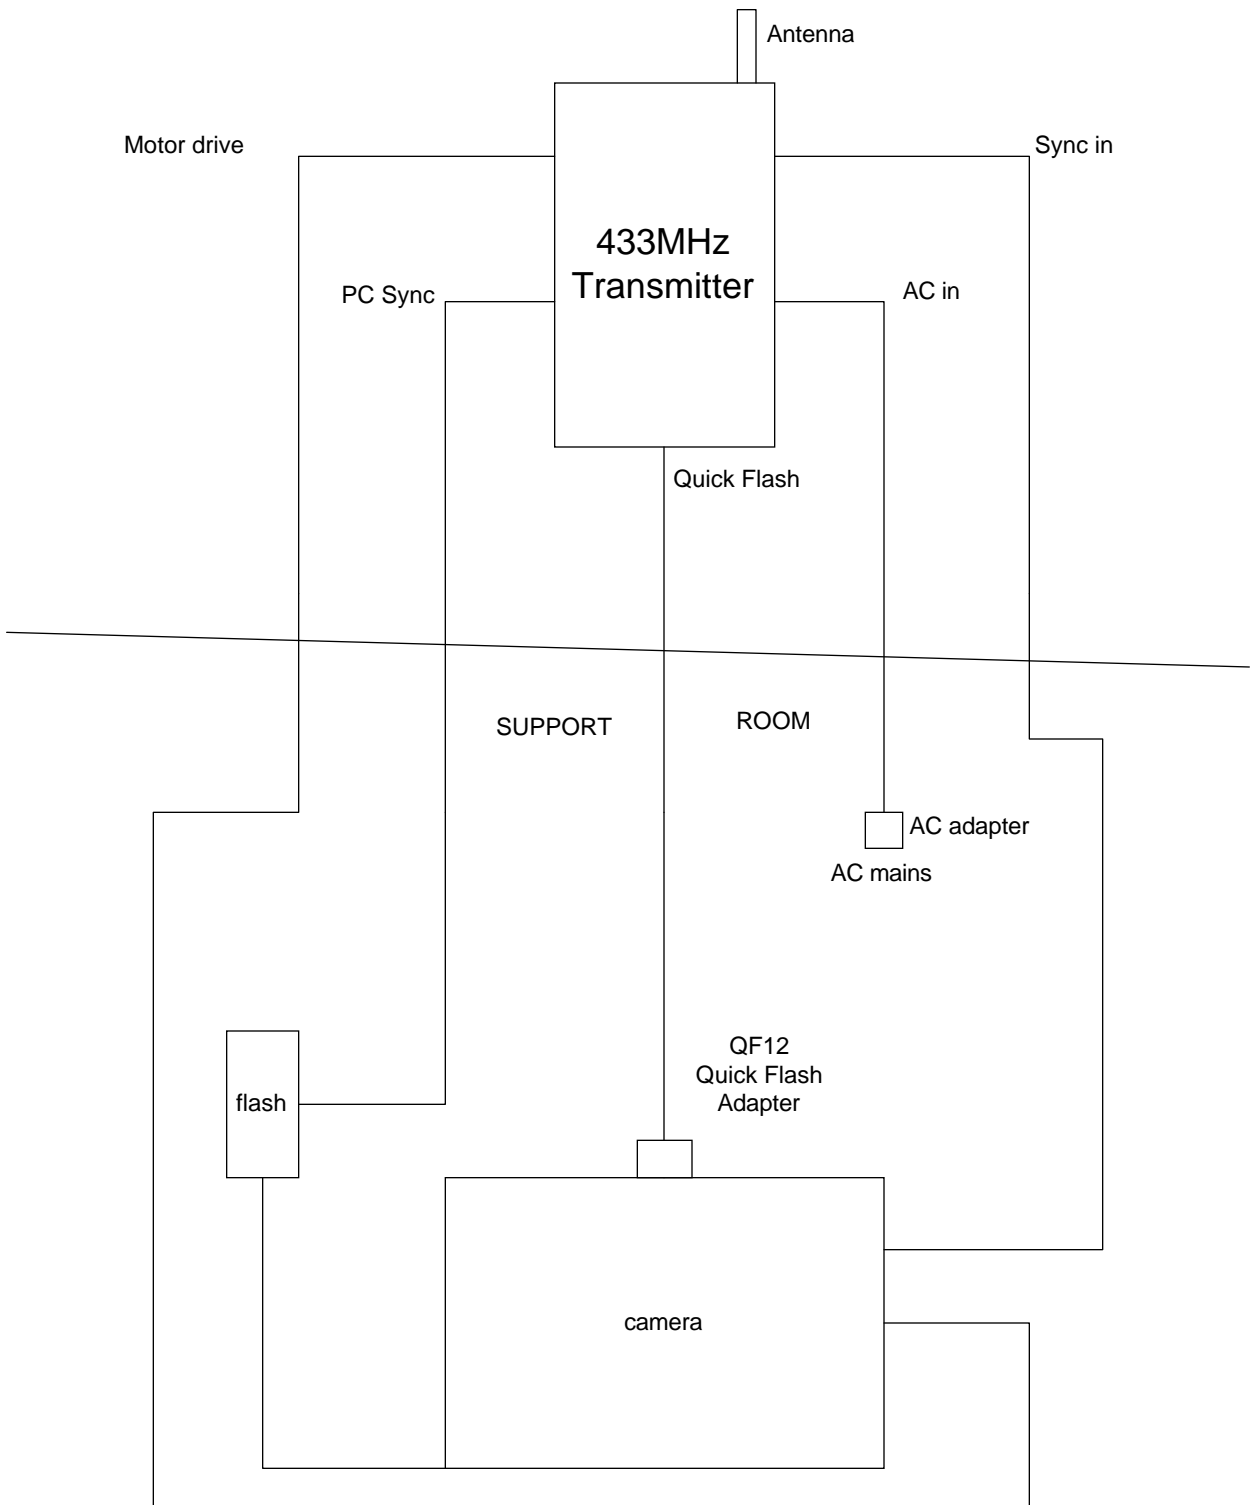 Antenna
Motor drive
Sync in
433MHz
Transmitter
PC Sync
AC in
Quick Flash
SUPPORT
ROOM
AC adapter
AC mains
QF12
Quick Flash
Adapter
flash
camera